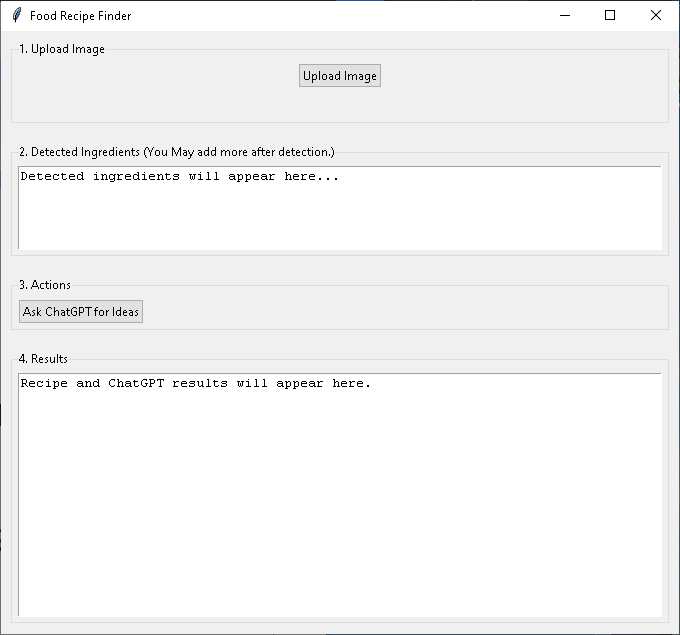 Food Recipe Finder
1. Upload Image
Upload Image
2. Detected Ingredients (You May add more after detection.)
Detected ingredients will appear here...
3. Actions
Ask ChatGPT for Ideas
4. Results
Recipe and ChatGPT results will appear here.